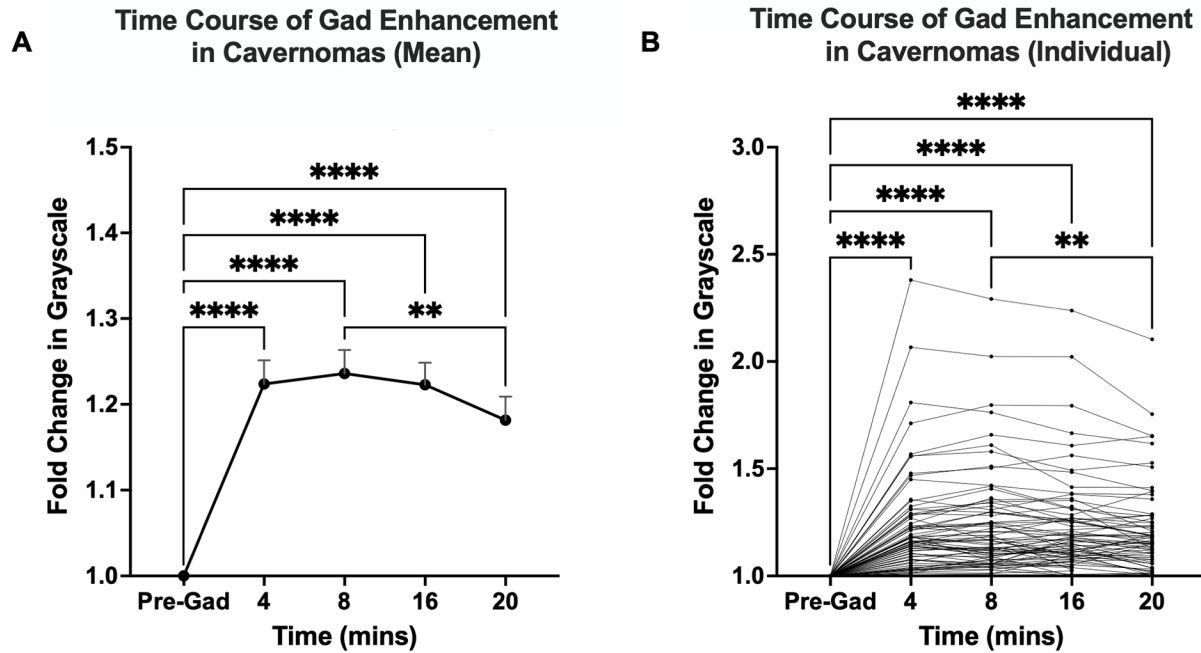 A
Time Course of Gad Enhancement
in Cavernomas (Mean)
Fold Change in Grayscale
1.5
1.4
1.3
1.2
1.1
1.0
****
****
****
****
**
Pre-Gad 4 8 16 20
Time (mins)
B
Time Course of Gad Enhancement
in Cavernomas (Individual)
Fold Change in Grayscale
3.0
2.5
2.0
1.5
1.0
****
****
****
****
**
Pre-Gad 4 8 16 20
Time (mins)